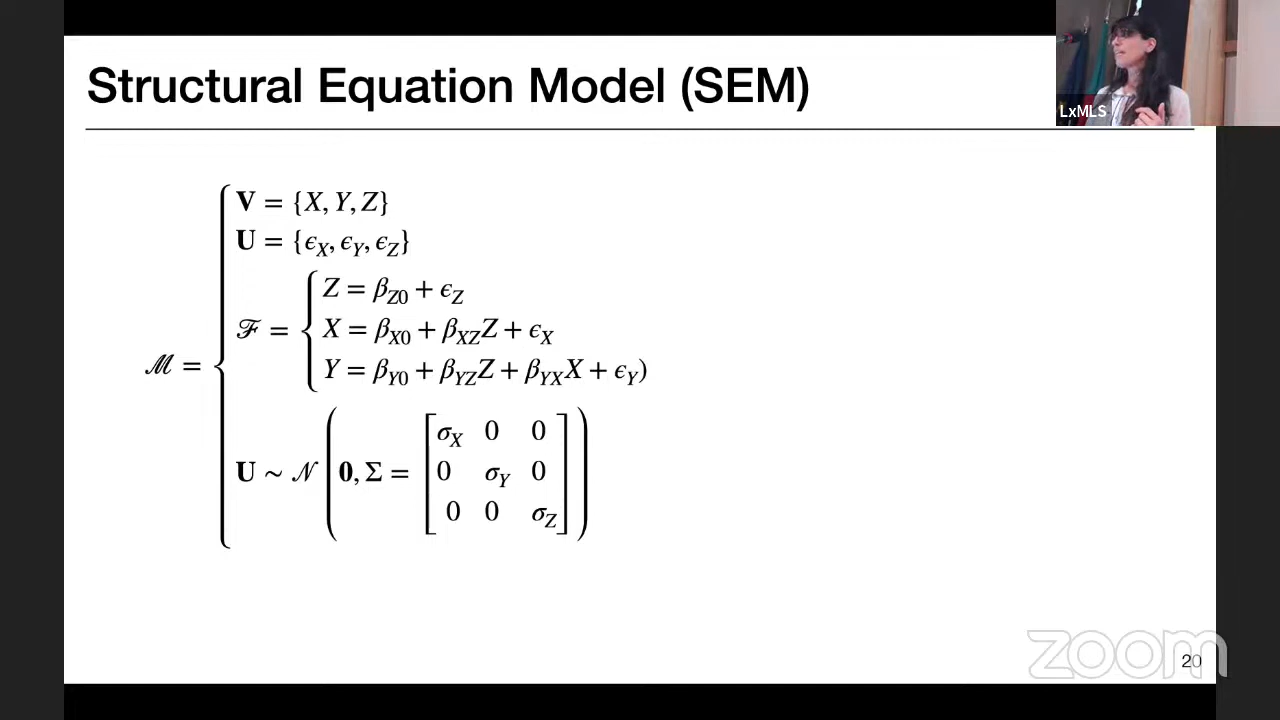 Structural Equation Model (SEM)
LxMLS
V = {X, Y, Z}
U = {ϵ_X, ϵ_Y, ϵ_Z}
Z = β_Z0 + ϵ_Z
ℱ =
X = β_X0 + β_XZ Z + ϵ_X
ℳ =
Y = β_Y0 + β_YZ Z + β_YX X + ϵ_Y)
σ_X 0 0
U ∼ 𝒩 ( 0, Σ = [ 0 σ_Y 0 ] )
0 0 σ_Z
zoom
20